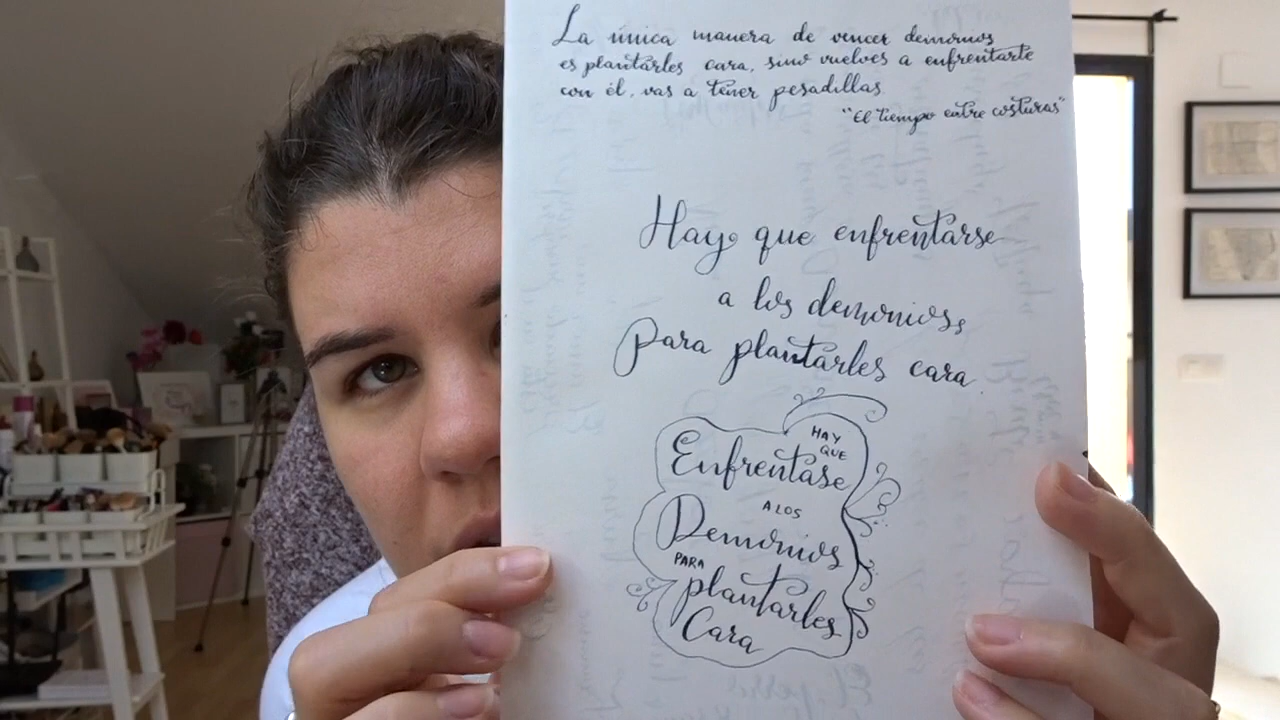 La única manera de vencer demonios
es plantarles cara, sino vuelves a enfrentarte
con él, vas a tener pesadillas
"El tiempo entre costuras"
Hay que enfrentarse
a los demonios,
para plantarles cara
HAY
QUE
Enfrentase
A LOS
Demonios
PARA
plantarles
Cara